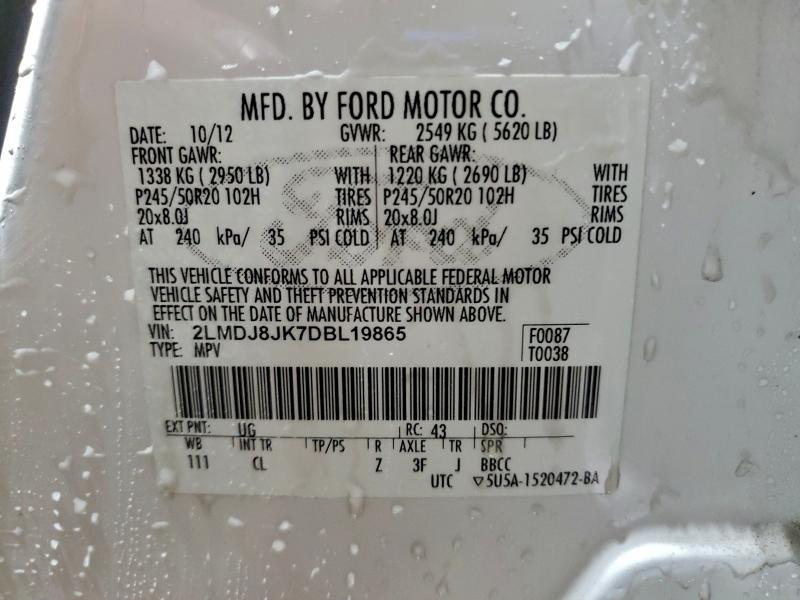 MFD. BY FORD MOTOR CO.
DATE: 10/12 GVWR: 2549 KG ( 5620 LB)
FRONT GAWR: REAR GAWR:
1338 KG ( 2950 LB) WITH 1220 KG ( 2690 LB) WITH
P245/50R20 102H TIRES P245/50R20 102H TIRES
20x8.0J RIMS 20x8.0J RIMS
AT 240 kPa/ 35 PSI COLD AT 240 kPa/ 35 PSI COLD
Ford
THIS VEHICLE CONFORMS TO ALL APPLICABLE FEDERAL MOTOR
VEHICLE SAFETY AND THEFT PREVENTION STANDARDS IN
EFFECT ON THE DATE OF MANUFACTURE SHOWN ABOVE.
VIN: 2LMDJ8JK7DBL19865 F0087
TYPE: MPV T0038
EXT PNT: UG RC: 43 DSO:
WB INT TR TP/PS R AXLE TR SPR
111 CL Z 3F J BBCC
UTC ▽5U5A-1520472-BA